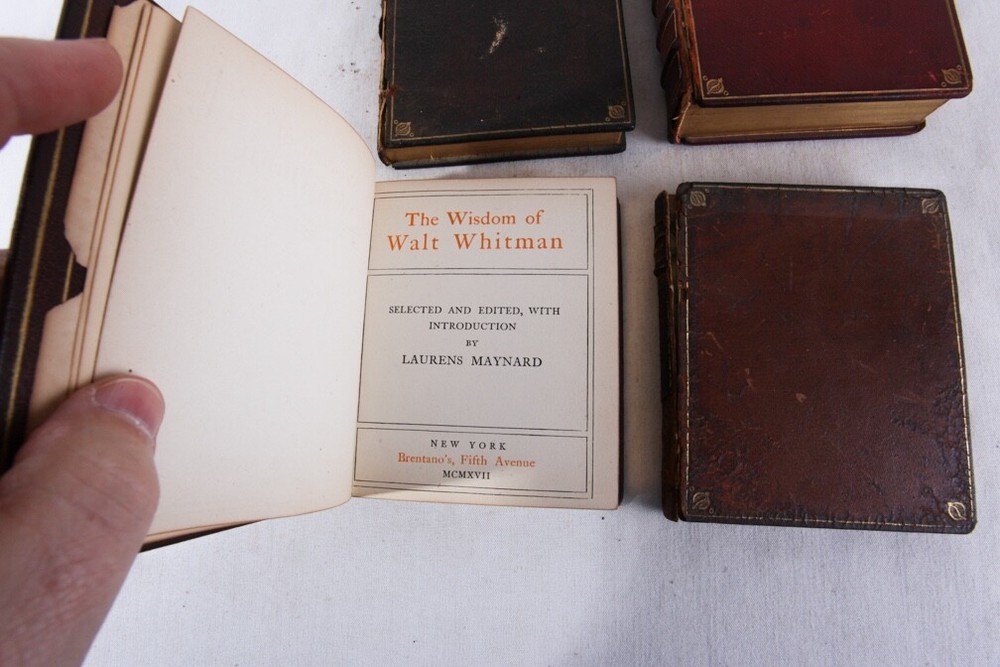 The Wisdom of
Walt Whitman
SELECTED AND EDITED, WITH
INTRODUCTION
BY
LAURENS MAYNARD
NEW YORK
Brentano's, Fifth Avenue
MCMXVII